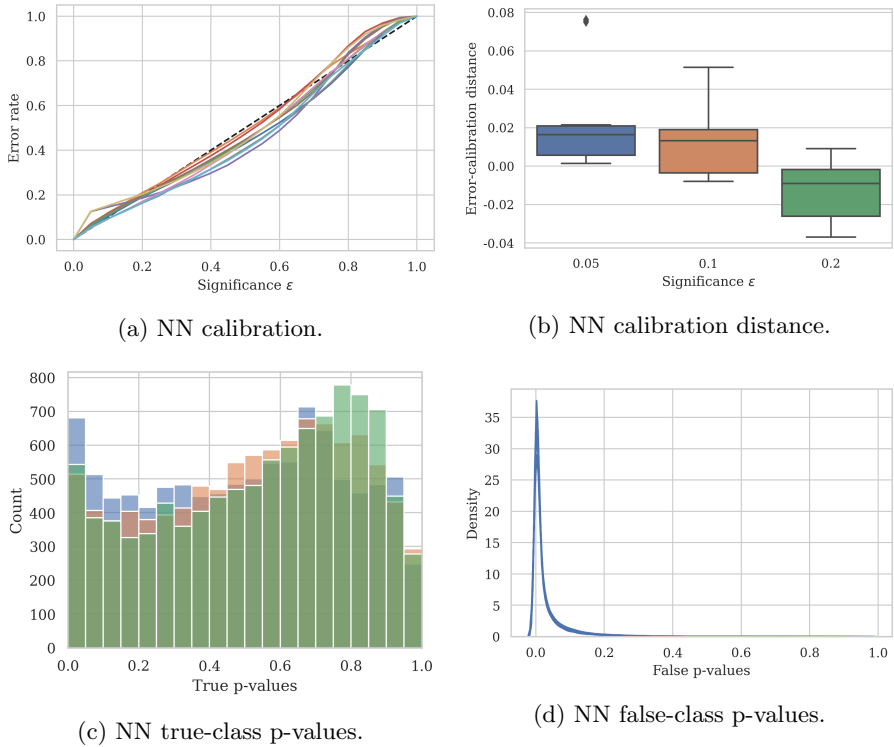 1.0
0.8
0.6
0.4
0.2
0.0
Error rate
0.0 0.2 0.4 0.6 0.8 1.0
Significance ε
(a) NN calibration.
0.08
0.06
0.04
0.02
0.00
-0.02
-0.04
Error-calibration distance
0.05 0.1 0.2
Significance ε
(b) NN calibration distance.
800
700
600
500
400
300
200
100
0
Count
0.0 0.2 0.4 0.6 0.8 1.0
True p-values
(c) NN true-class p-values.
35
30
25
20
15
10
5
0
Density
0.0 0.2 0.4 0.6 0.8 1.0
False p-values
(d) NN false-class p-values.